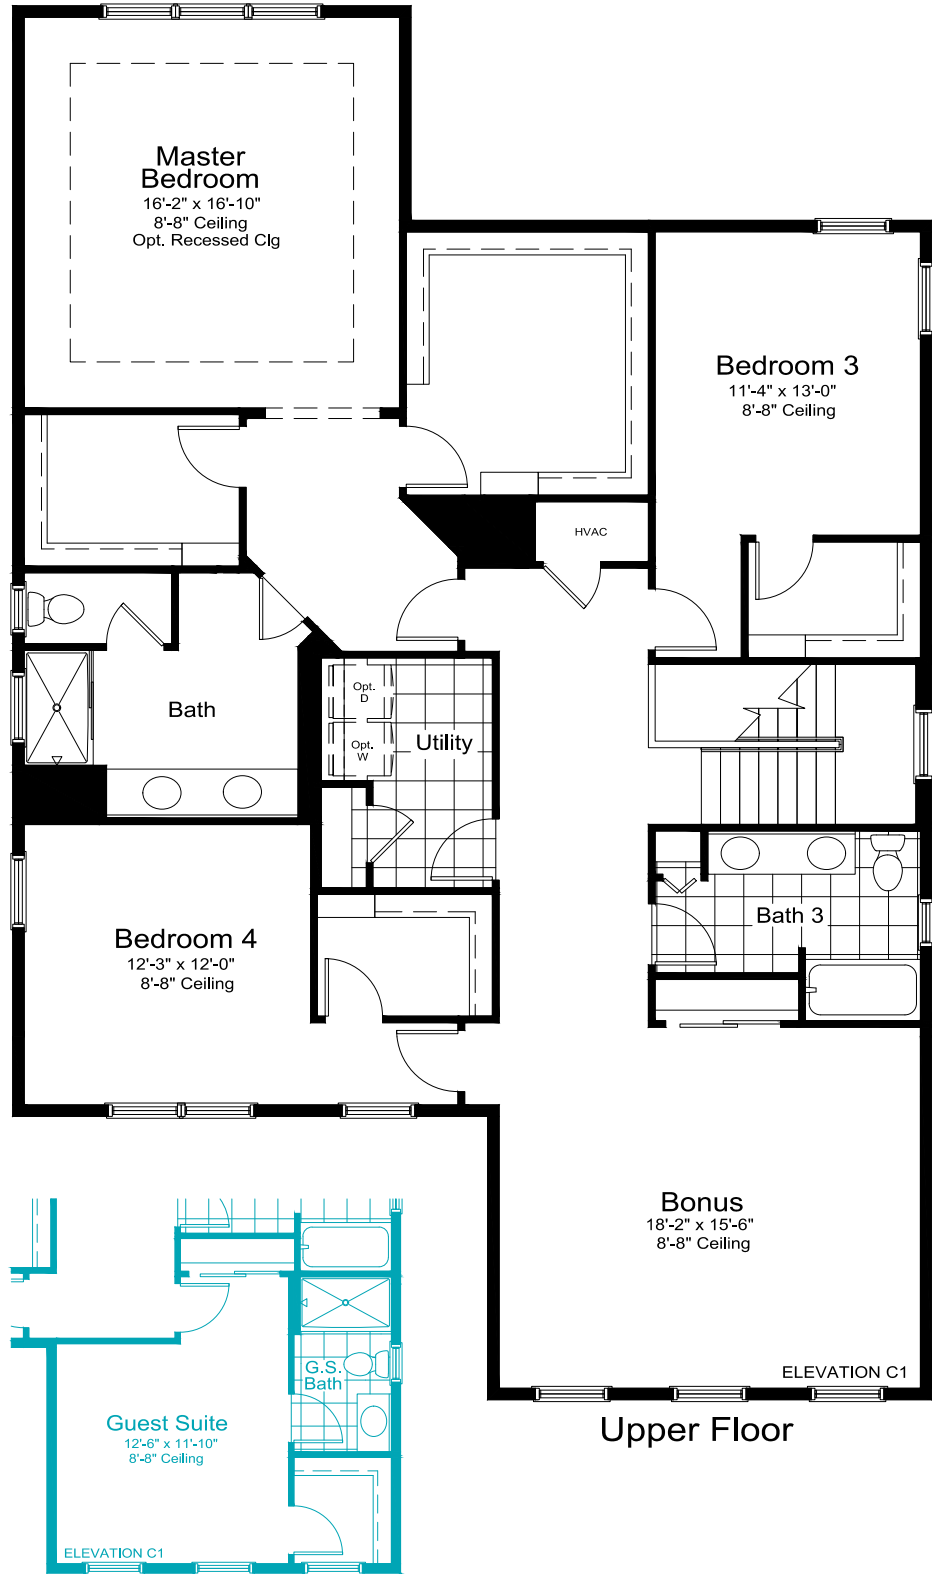 Master
Bedroom
16'-2" x 16'-10"
8'-8" Ceiling
Opt. Recessed Clg
Bedroom 3
11'-4" x 13'-0"
8'-8" Ceiling
HVAC
Opt.
D
Bath
Utility
Opt.
W
Bath 3
Bedroom 4
12'-3" x 12'-0"
8'-8" Ceiling
Bonus
18'-2" x 15'-6"
8'-8" Ceiling
ELEVATION C1
Upper Floor
G.S.
Bath
Guest Suite
12'-6" x 11'-10"
8'-8" Ceiling
ELEVATION C1